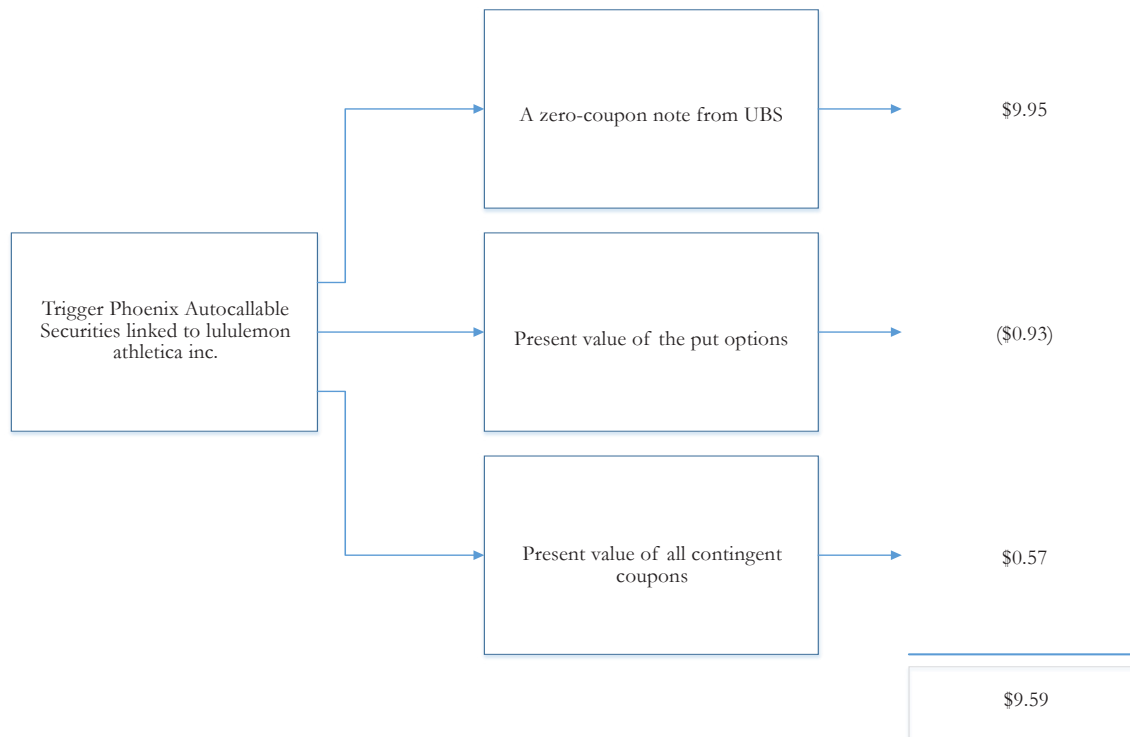 A zero-coupon note from UBS
$9.95
Trigger Phoenix Autocallable
Securities linked to lululemon
athletica inc.
Present value of the put options
($0.93)
Present value of all contingent
coupons
$0.57
$9.59